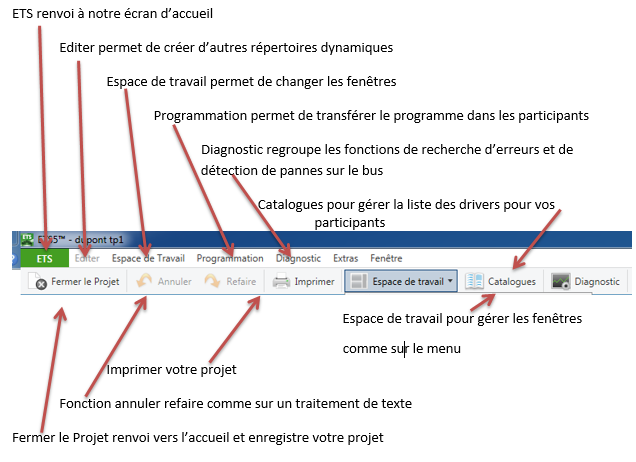 ETS renvoi à notre écran d’accueil
Editer permet de créer d’autres répertoires dynamiques
Espace de travail permet de changer les fenêtres
Programmation permet de transférer le programme dans les participants
Diagnostic regroupe les fonctions de recherche d’erreurs et de
détection de pannes sur le bus
Catalogues pour gérer la liste des drivers pour vos
participants
ETS5™ - dupont tp1
ETS Editer Espace de Travail Programmation Diagnostic Extras Fenêtre
Fermer le Projet Annuler Refaire Imprimer Espace de travail Catalogues Diagnostic
Espace de travail pour gérer les fenêtres
comme sur le menu
Imprimer votre projet
Fonction annuler refaire comme sur un traitement de texte
Fermer le Projet renvoi vers l’accueil et enregistre votre projet